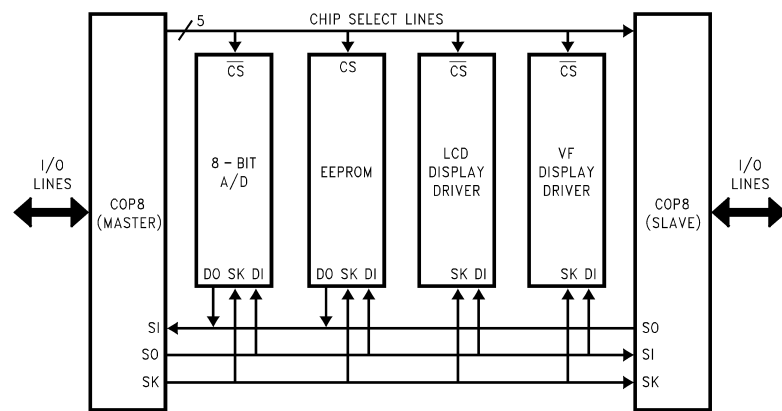 5
CHIP SELECT LINES
CS
CS
CS
CS
I/O
LINES
COP8
(MASTER)
8 - BIT
A/D
EEPROM
LCD
DISPLAY
DRIVER
VF
DISPLAY
DRIVER
COP8
(SLAVE)
I/O
LINES
DO SK DI
DO SK DI
SK DI
SK DI
SI
SO
SO
SI
SK
SK